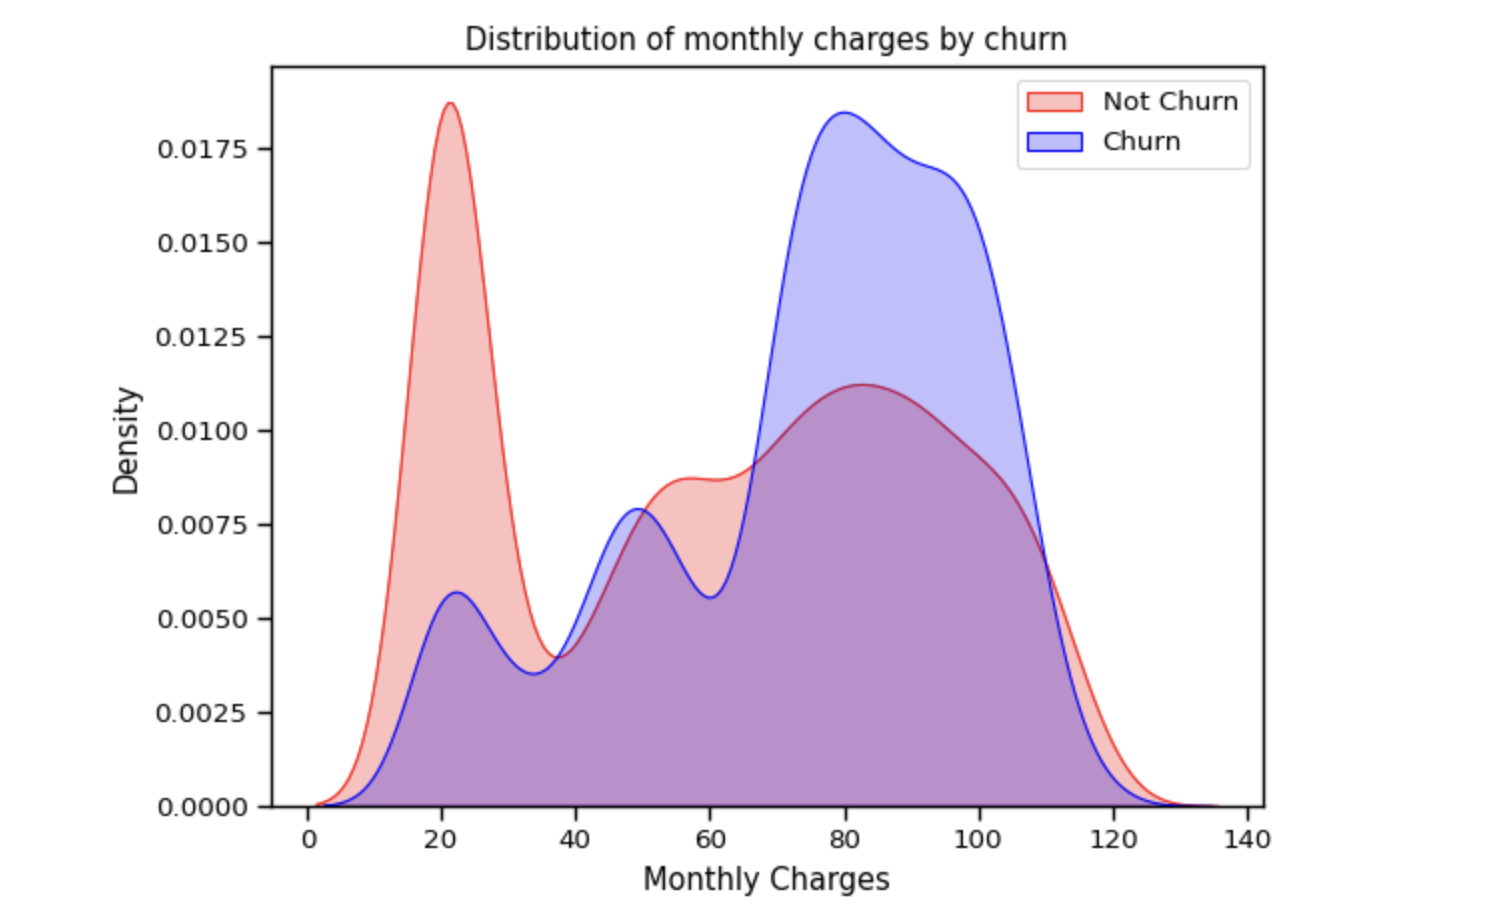 Distribution of monthly charges by churn
Not Churn
Churn
0.0175
0.0150
0.0125
0.0100
0.0075
0.0050
0.0025
0.0000
Density
0 20 40 60 80 100 120 140
Monthly Charges